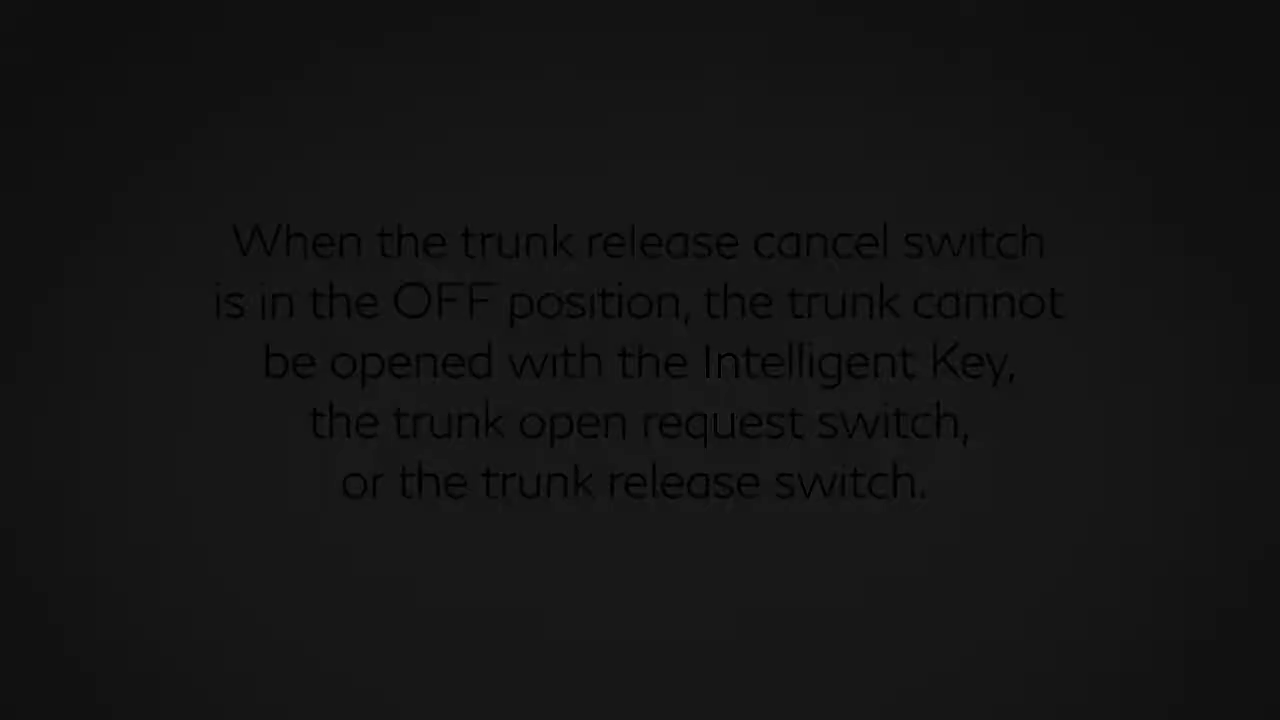 When the trunk release cancel switch
is in the OFF position, the trunk cannot
be opened with the Intelligent Key,
the trunk open request switch,
or the trunk release switch.